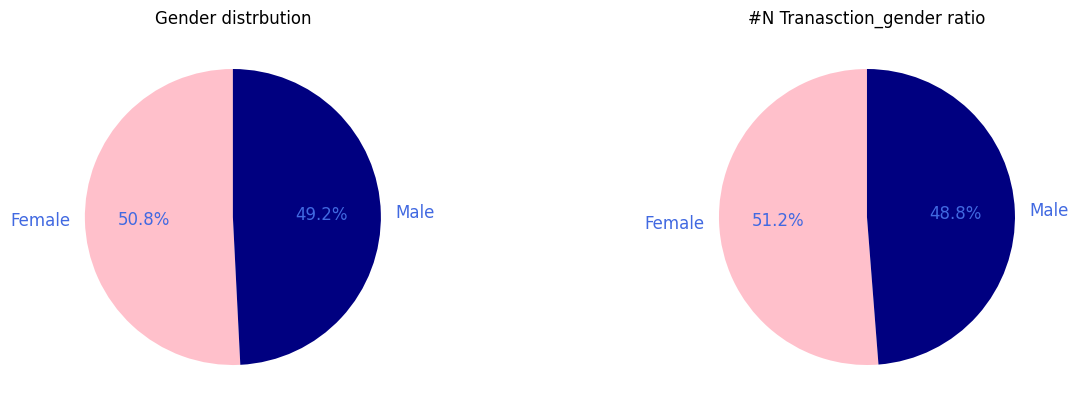 Gender distrbution
Female
50.8%
49.2%
Male
#N Tranasction_gender ratio
Female
51.2%
48.8%
Male